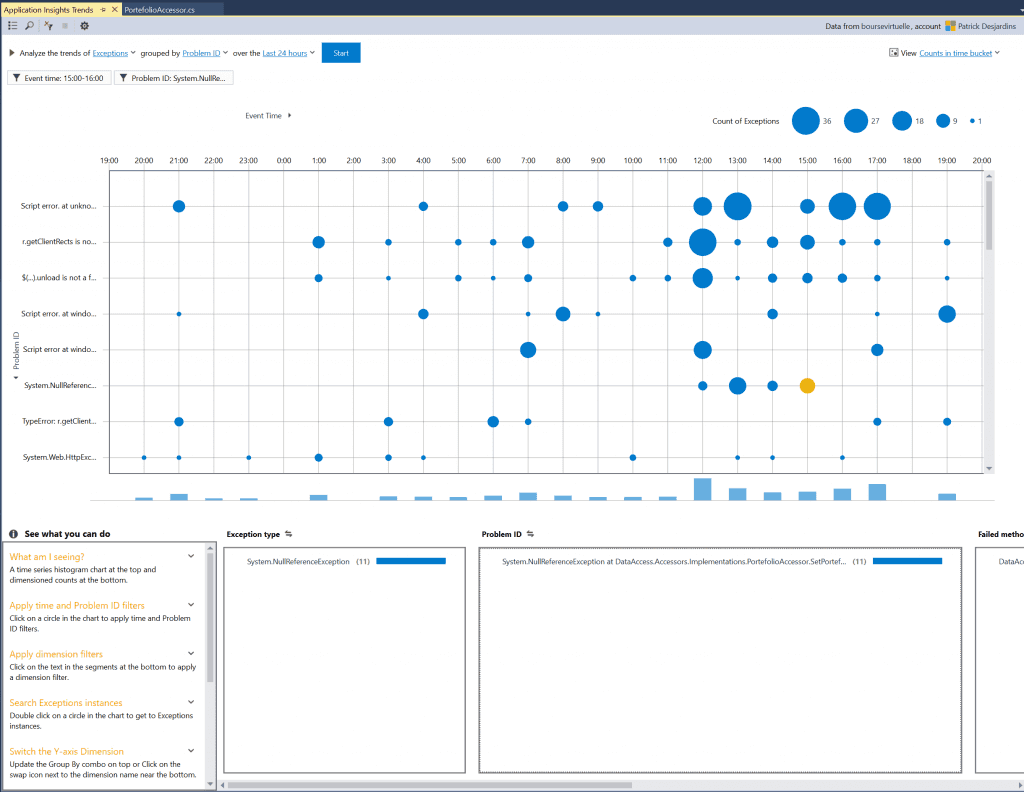 Application Insights Trends
PortefolioAccessor.cs
Data from boursevirtuelle, account Patrick Desjardins
Analyze the trends of Exceptions grouped by Problem ID over the Last 24 hours Start
View Counts in time bucket
Event time: 15:00-16:00 Problem ID: System.NullRe...
Event Time
Count of Exceptions 36 27 18 9 1
19:00 20:00 21:00 22:00 23:00 0:00 1:00 2:00 3:00 4:00 5:00 6:00 7:00 8:00 9:00 10:00 11:00 12:00 13:00 14:00 15:00 16:00 17:00 18:00 19:00 20:00
Problem ID
Script error. at unkno...
r.getClientRects is no...
$(...).unload is not a f...
Script error. at windo...
Script error at windo...
System.NullReferenc...
TypeError: r.getClient...
System.Web.HttpExc...
See what you can do
What am I seeing?
A time series histogram chart at the top and
dimensioned counts at the bottom.
Apply time and Problem ID filters
Click on a circle in the chart to apply time and Problem
ID filters.
Apply dimension filters
Click on the text in the segments at the bottom to apply
a dimension filter.
Search Exceptions instances
Double click on a circle in the chart to get to Exceptions
instances.
Switch the Y-axis Dimension
Update the Group By combo on top or Click on the
swap icon next to the dimension name near the bottom.
Exception type
System.NullReferenceException (11)
Problem ID
System.NullReferenceException at DataAccess.Accessors.Implementations.PortefolioAccessor.SetPortef... (11)
Failed metho
DataAc